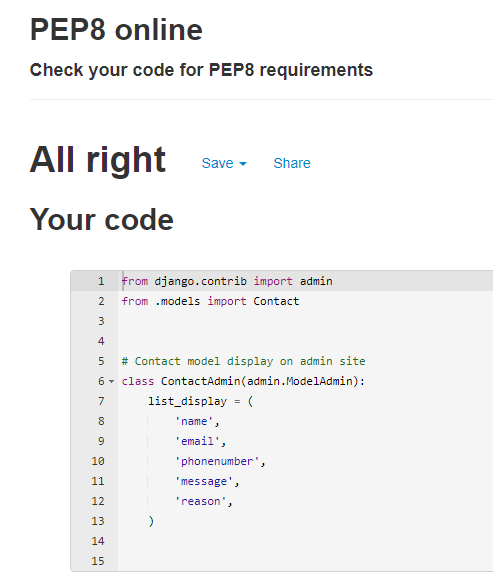 PEP8 online
Check your code for PEP8 requirements
All right Save Share
Your code
1 from django.contrib import admin
2 from .models import Contact
3
4
5 # Contact model display on admin site
6 class ContactAdmin(admin.ModelAdmin):
7 list_display = (
8 'name',
9 'email',
10 'phonenumber',
11 'message',
12 'reason',
13 )
14
15